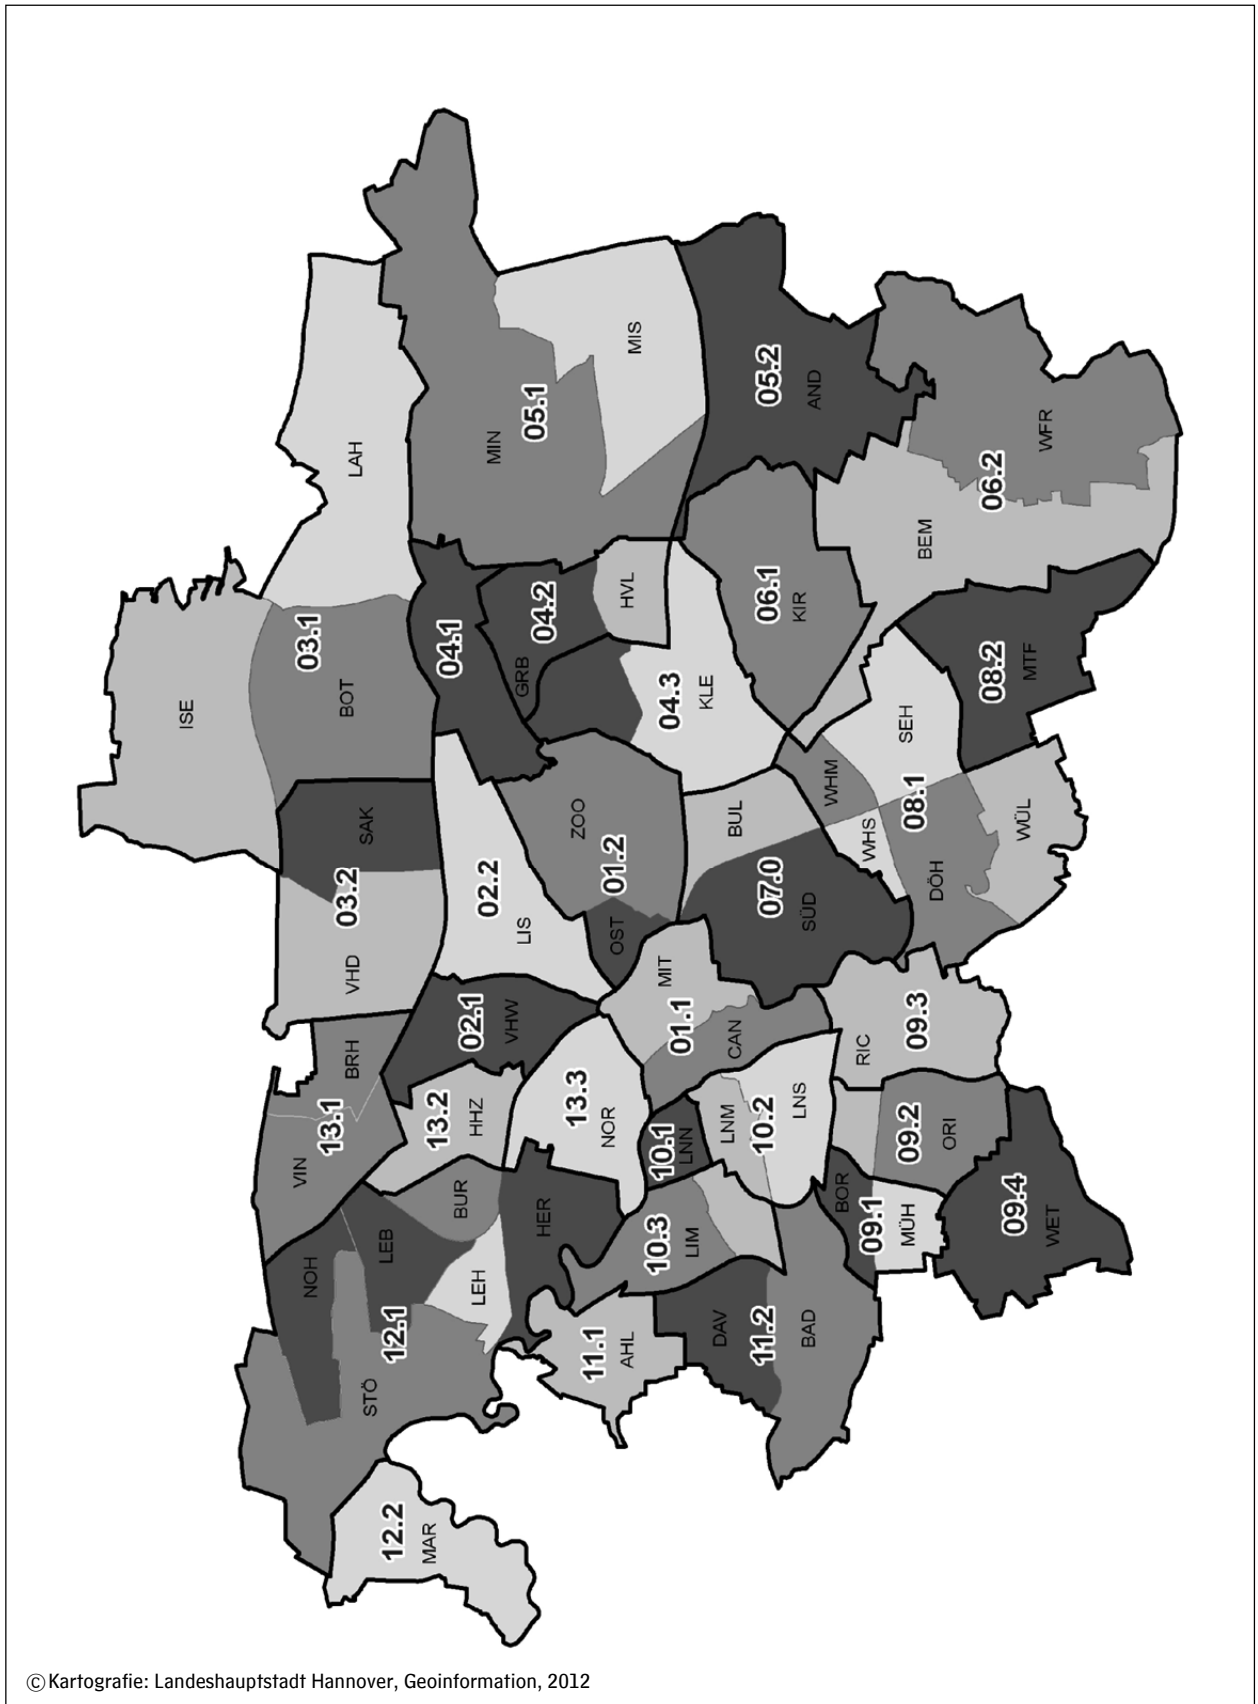 LAH
MIN
05.1
MIS
05.2
AND
WFR
06.2
BEM
ISE
03.1
BOT
04.1
04.2
GRB
HVL
06.1
KIR
04.3
KLE
08.2
MTF
SEH
08.1
WHM
WHS
DÖH
WÜL
SAK
03.2
VHD
02.2
LIS
ZOO
01.2
OST
BUL
07.0
SÜD
MIT
01.1
CAN
02.1
VHW
RIC
09.3
BRH
13.1
VIN
13.2
HHZ
13.3
NOR
10.1
LNN
LNM
10.2
LNS
09.2
ORI
BOR
09.1
MÜH
09.4
WET
NOH
LEB
BUR
HER
LEH
12.1
STÖ
10.3
LIM
11.1
AHL
DAV
11.2
BAD
12.2
MAR
© Kartografie: Landeshauptstadt Hannover, Geoinformation, 2012